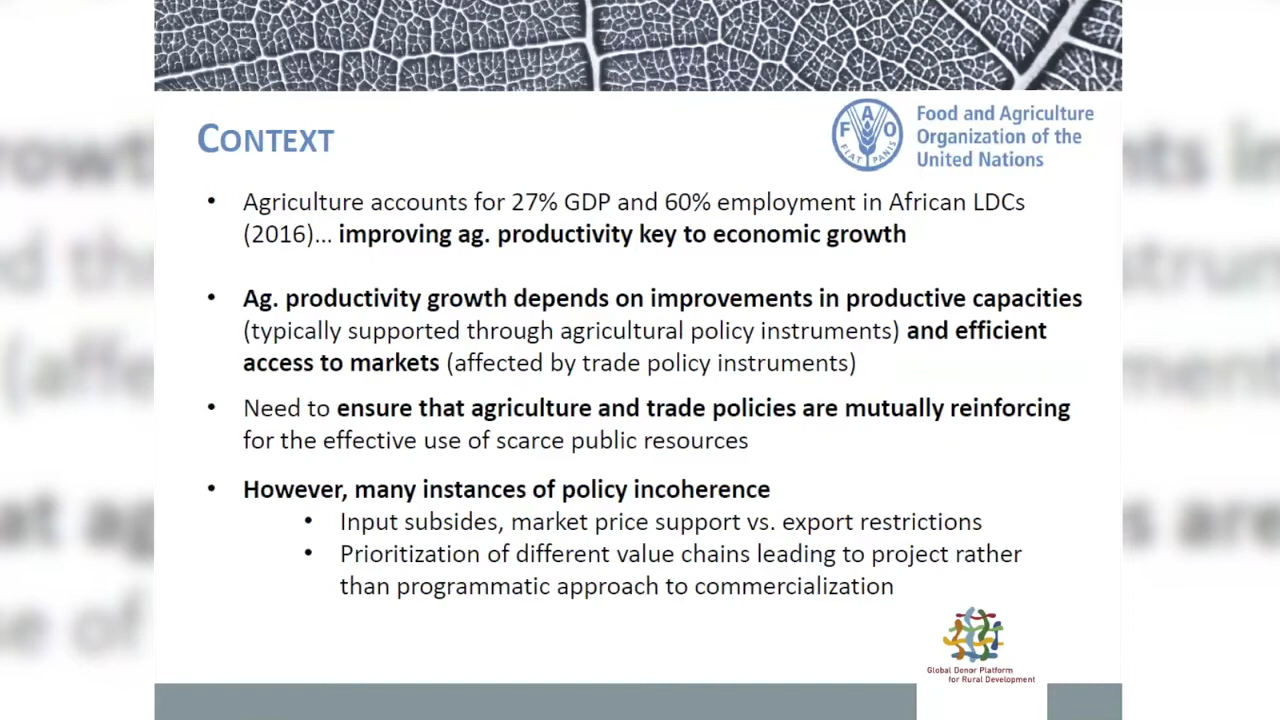 CONTEXT
FAO
FIAT PANIS
Food and Agriculture
Organization of the
United Nations
• Agriculture accounts for 27% GDP and 60% employment in African LDCs
(2016)... improving ag. productivity key to economic growth
• Ag. productivity growth depends on improvements in productive capacities
(typically supported through agricultural policy instruments) and efficient
access to markets (affected by trade policy instruments)
• Need to ensure that agriculture and trade policies are mutually reinforcing
for the effective use of scarce public resources
• However, many instances of policy incoherence
• Input subsides, market price support vs. export restrictions
• Prioritization of different value chains leading to project rather
than programmatic approach to commercialization
Global Donor Platform
for Rural Development